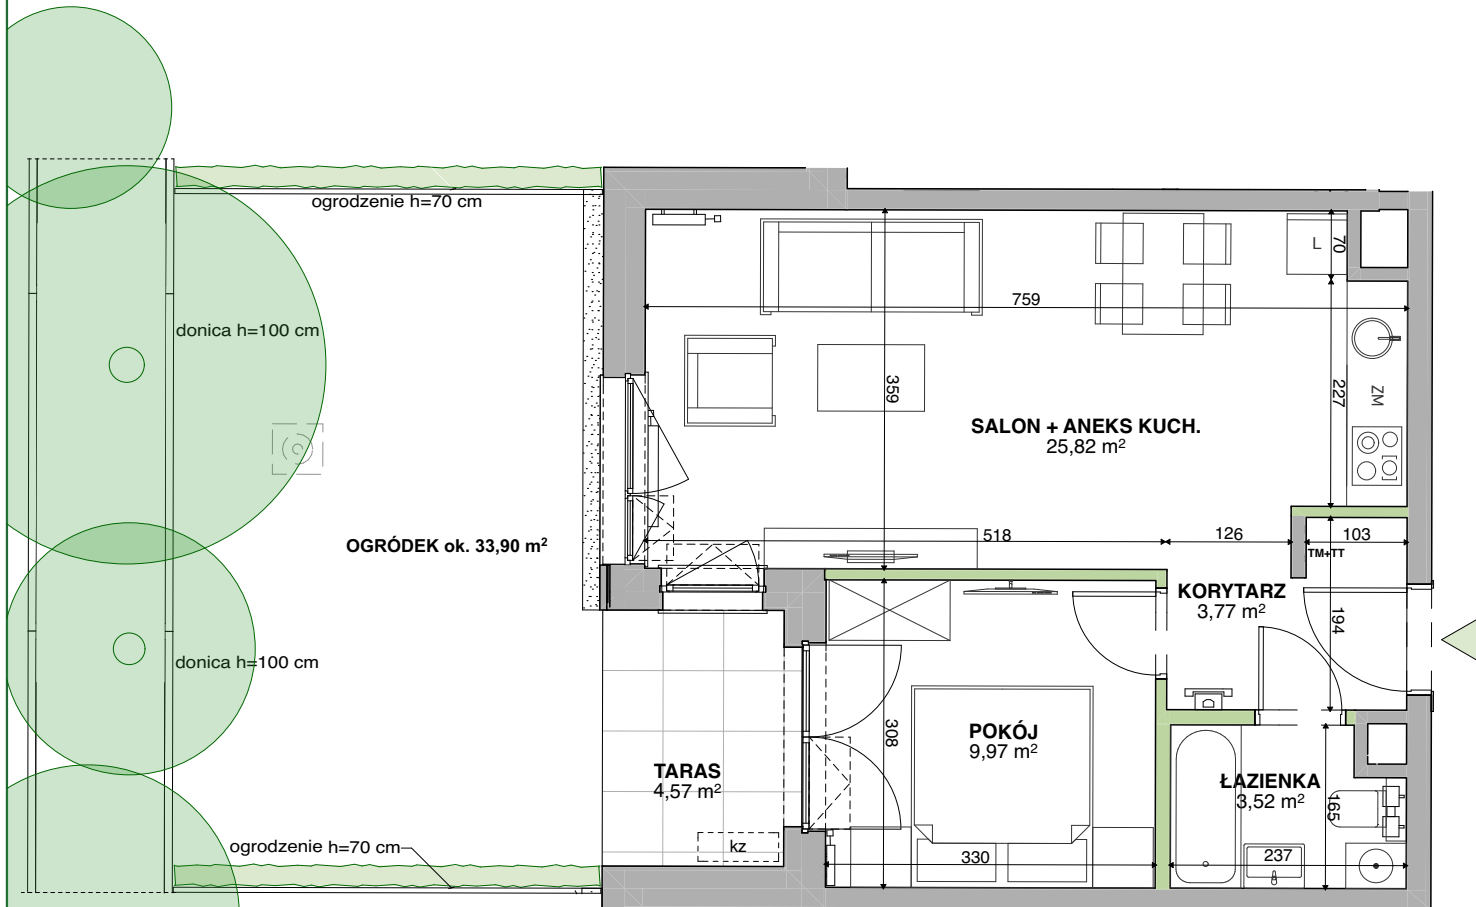 ogrodzenie h=70 cm
L
70
759
donica h=100 cm
359
227
ZM
SALON + ANEKS KUCH.
25,82 m²
518
126
103
TM+TT
OGRÓDEK ok. 33,90 m²
KORYTARZ
3,77 m²
194
donica h=100 cm
308
POKÓJ
9,97 m²
TARAS
4,57 m²
ŁAZIENKA
3,52 m²
165
ogrodzenie h=70 cm
kz
330
237